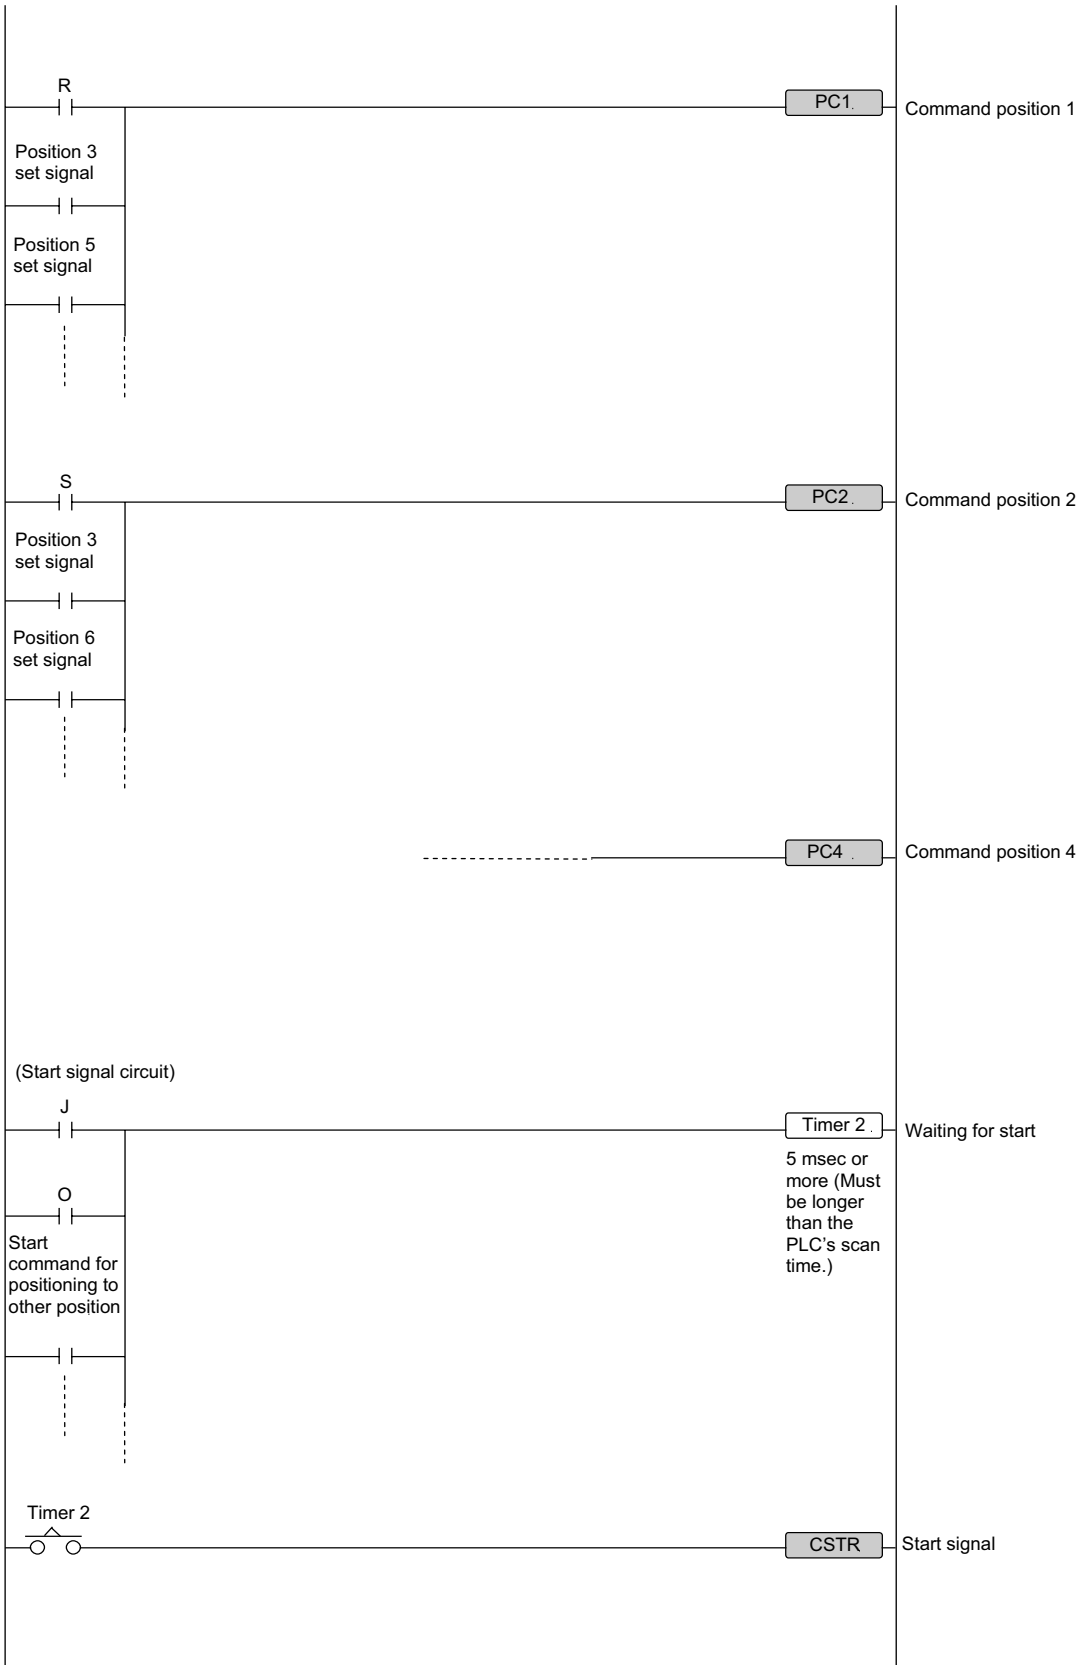 R
PC1.
Command position 1
Position 3
set signal
Position 5
set signal
S
PC2.
Command position 2
Position 3
set signal
Position 6
set signal
PC4 .
Command position 4
(Start signal circuit)
J
Timer 2 .
Waiting for start
5 msec or
more (Must
be longer
than the
PLC's scan
time.)
O
Start
command for
positioning to
other position
Timer 2
CSTR
Start signal